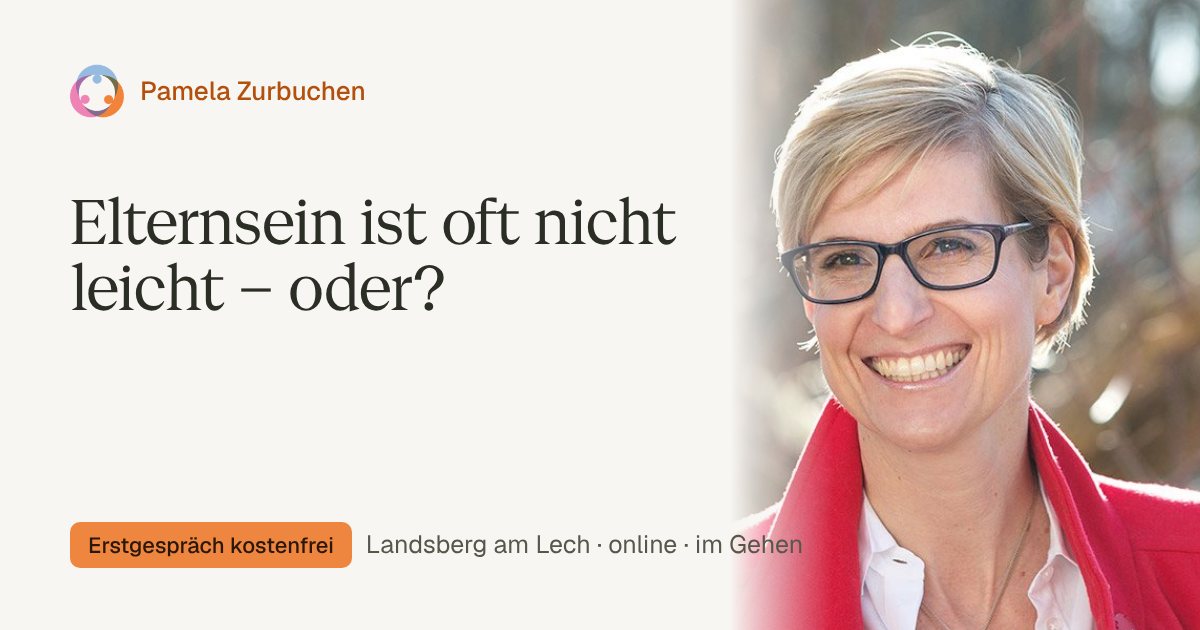 Pamela Zurbuchen
Elternsein ist oft nicht
leicht – oder?
Erstgespräch kostenfrei
Landsberg am Lech · online · im Gehen